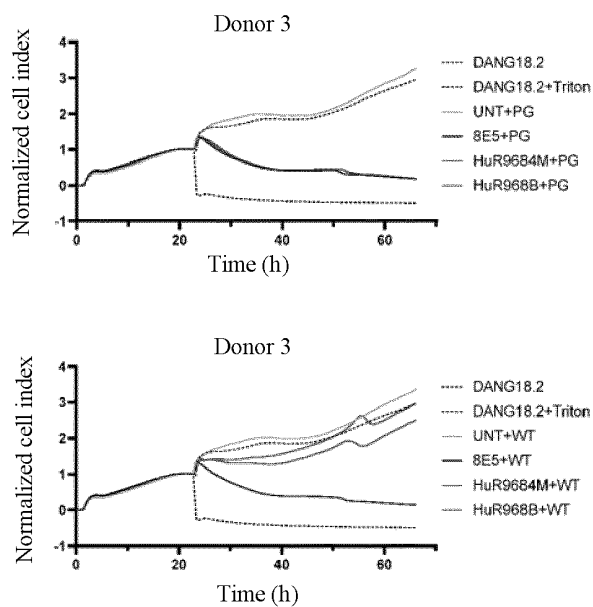 Donor 3
Normalized cell index
4
3
2
1
0
-1
0
20
40
60
Time (h)
DANG18.2
DANG18.2+Triton
UNT+PG
8E5+PG
HuR9684M+PG
HuR968B+PG
Donor 3
Normalized cell index
4
3
2
1
0
-1
0
20
40
60
Time (h)
DANG18.2
DANG18.2+Triton
UNT+WT
8E5+WT
HuR9684M+WT
HuR968B+WT